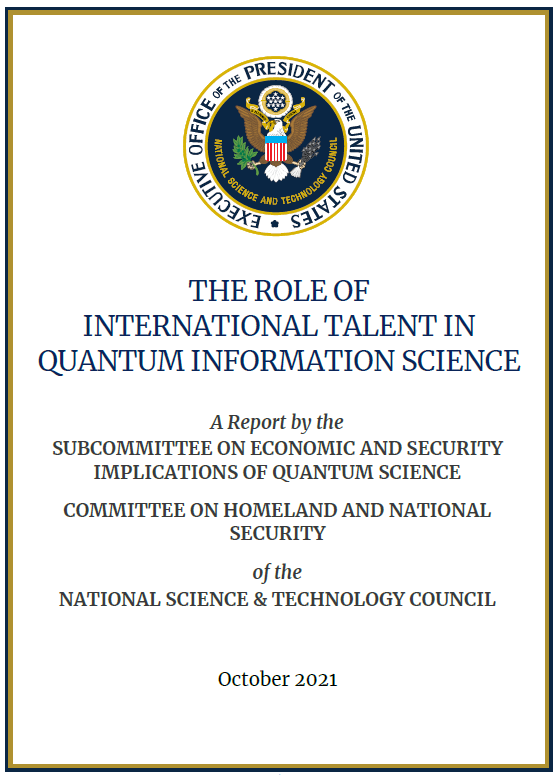 EXECUTIVE OFFICE OF THE PRESIDENT OF THE UNITED STATES
NATIONAL SCIENCE AND TECHNOLOGY COUNCIL
THE ROLE OF
INTERNATIONAL TALENT IN
QUANTUM INFORMATION SCIENCE
A Report by the
SUBCOMMITTEE ON ECONOMIC AND SECURITY
IMPLICATIONS OF QUANTUM SCIENCE
COMMITTEE ON HOMELAND AND NATIONAL
SECURITY
of the
NATIONAL SCIENCE & TECHNOLOGY COUNCIL
October 2021